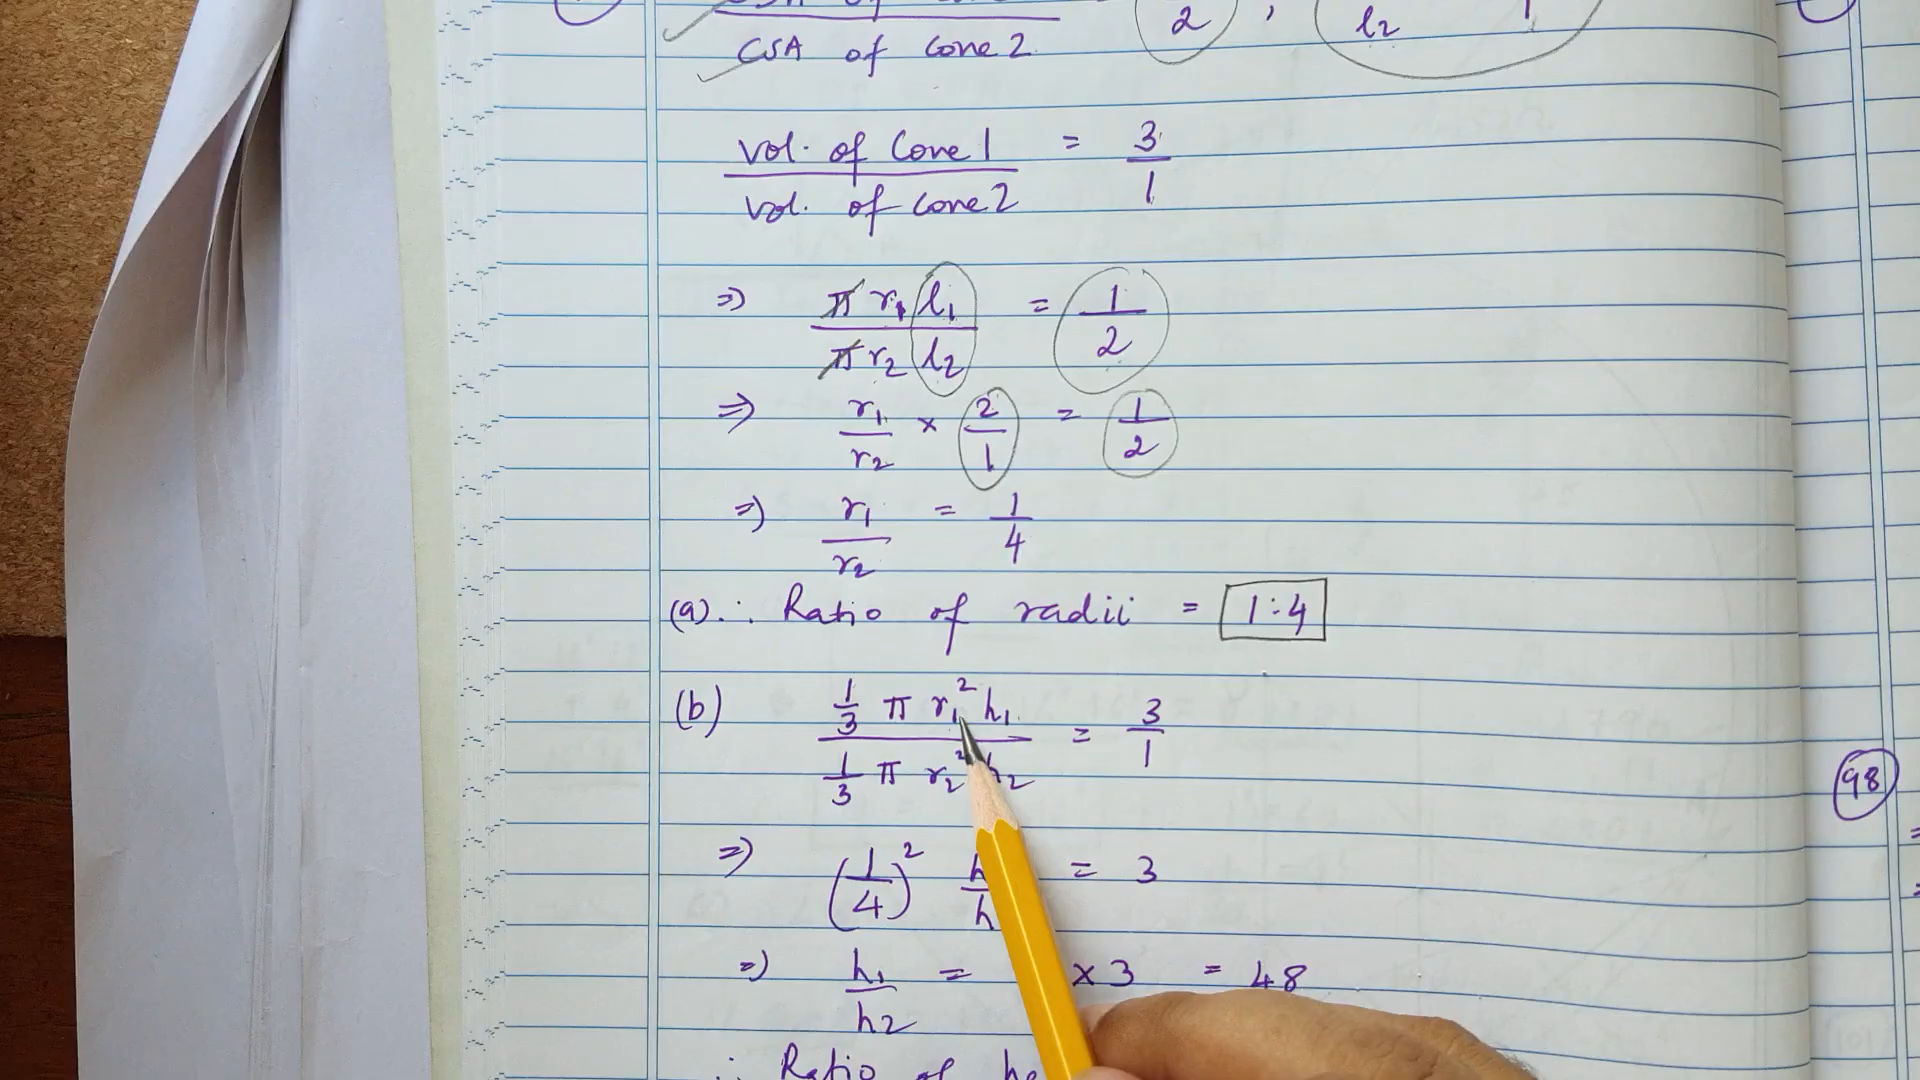 CSA of Cone 2 2 , l2 1
vol. of Cone 1 = 3
vol. of Cone 2 1
=> π r1 l1 = 1
π r2 l2 2
=> r1 × 2 = 1
r2 1 2
=> r1 = 1
r2 4
(a) ∴ Ratio of radii = 1:4
(b) 1/3 π r1² h1 = 3
1/3 π r2² h2 1
98
=> (1/4)² h = 3
h
=> h1 = × 3 = 48
h2
∴ Ratio of